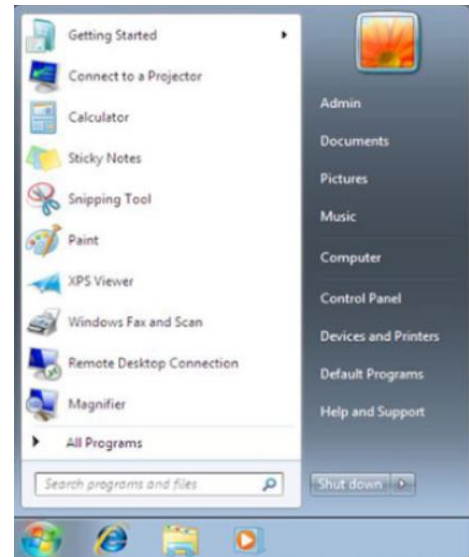 Getting Started
Connect to a Projector
Calculator
Sticky Notes
Snipping Tool
Paint
XPS Viewer
Windows Fax and Scan
Remote Desktop Connection
Magnifier
All Programs
Search programs and files
Admin
Documents
Pictures
Music
Computer
Control Panel
Devices and Printers
Default Programs
Help and Support
Shut down